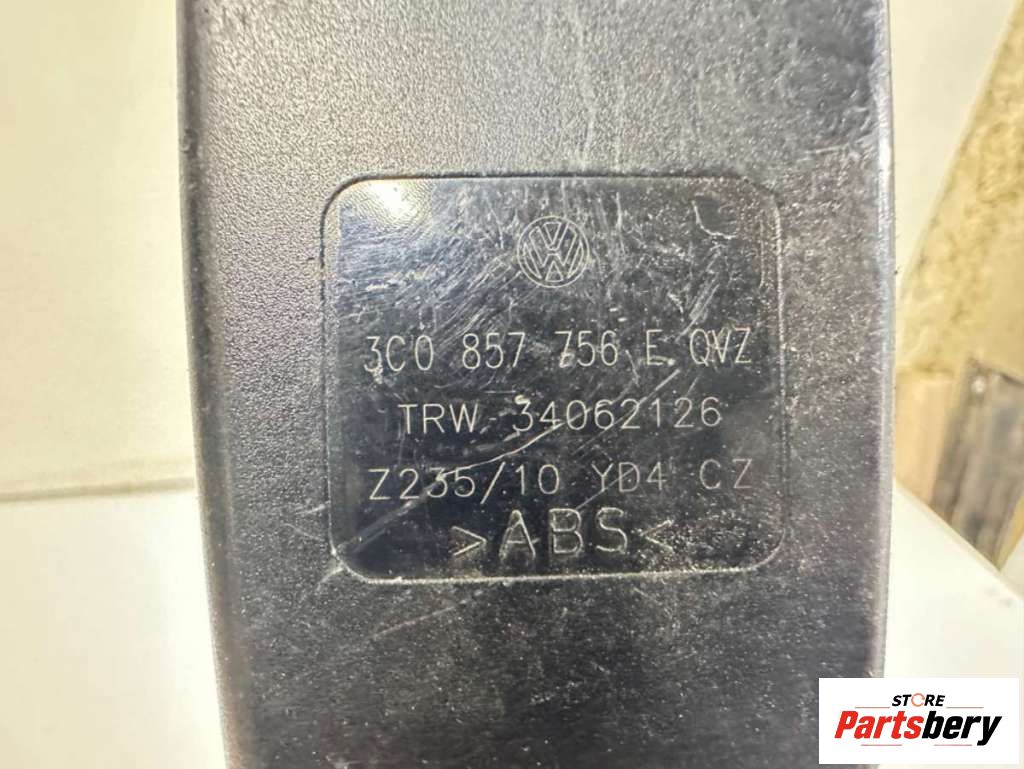 3C0 857 756 E QVZ
TRW 34062126
Z235/10 YD4 CZ
>ABS<
STORE
Partsbery